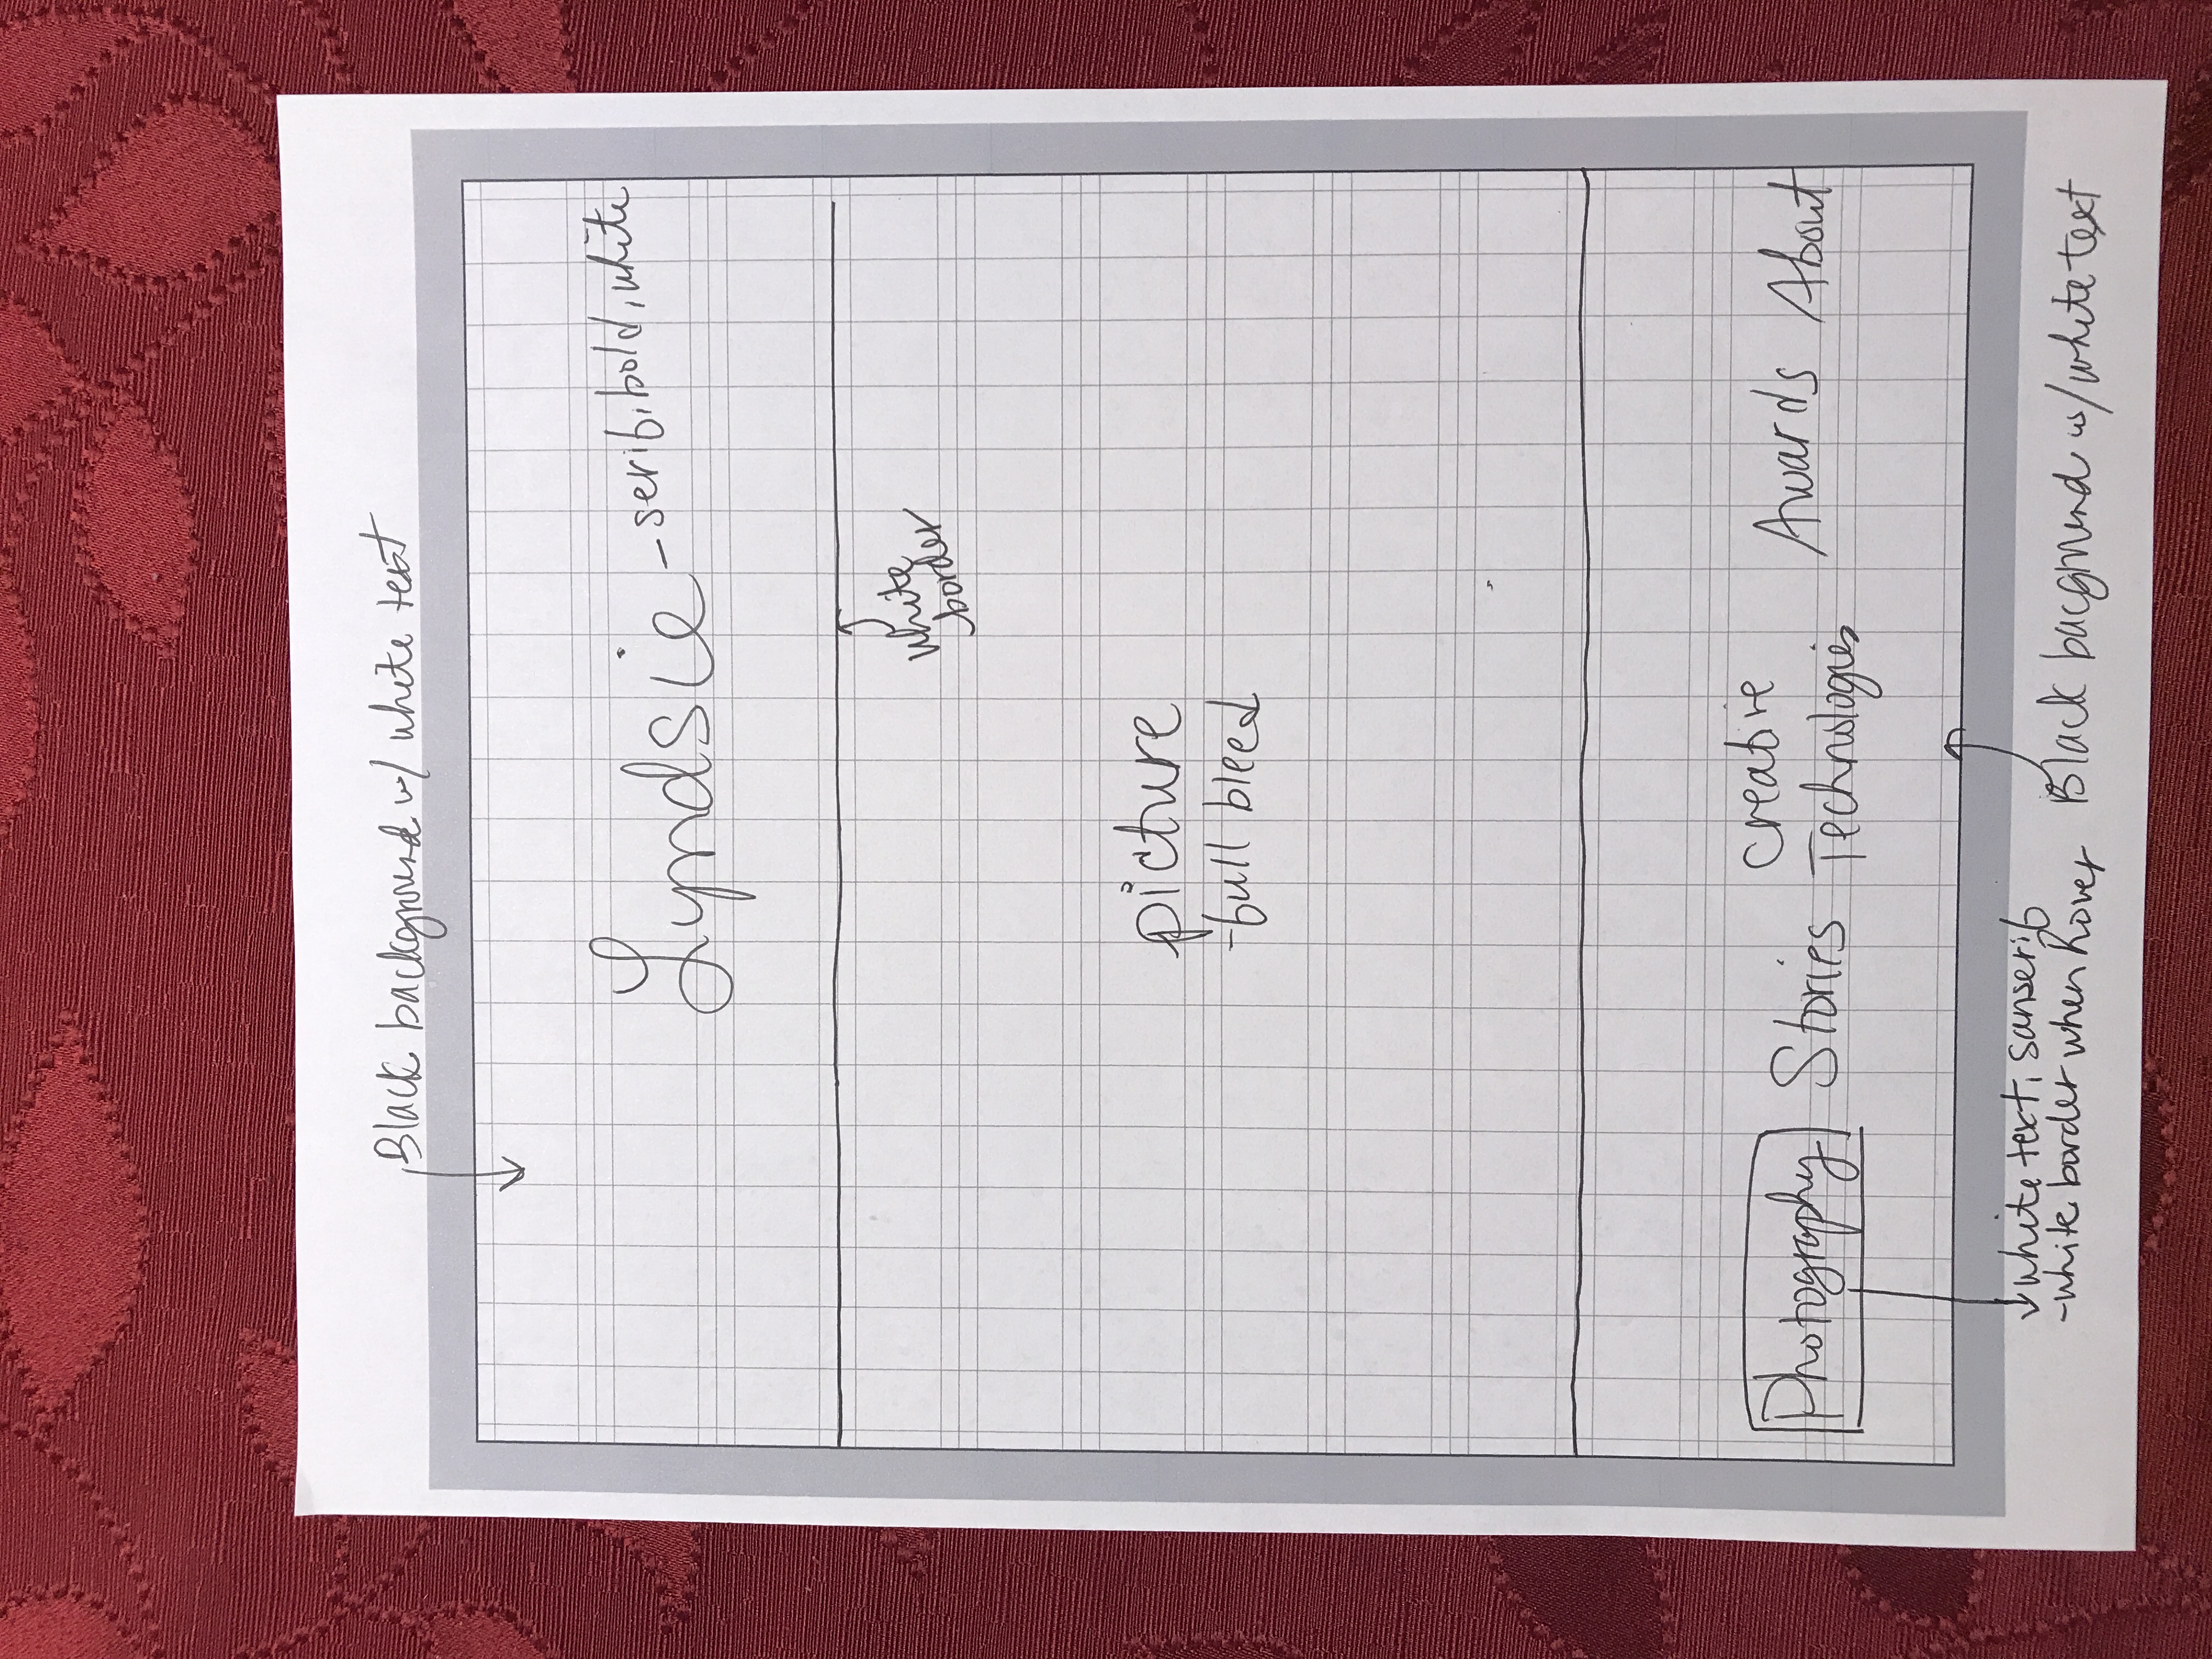 Black background w/ white text
Lyndsie - serif, bold, white
white
border
picture
- full bleed
Photography Stories Creative Technologies Awards About
white text, sanserif
- white border when hover
Black bacground w/ white text